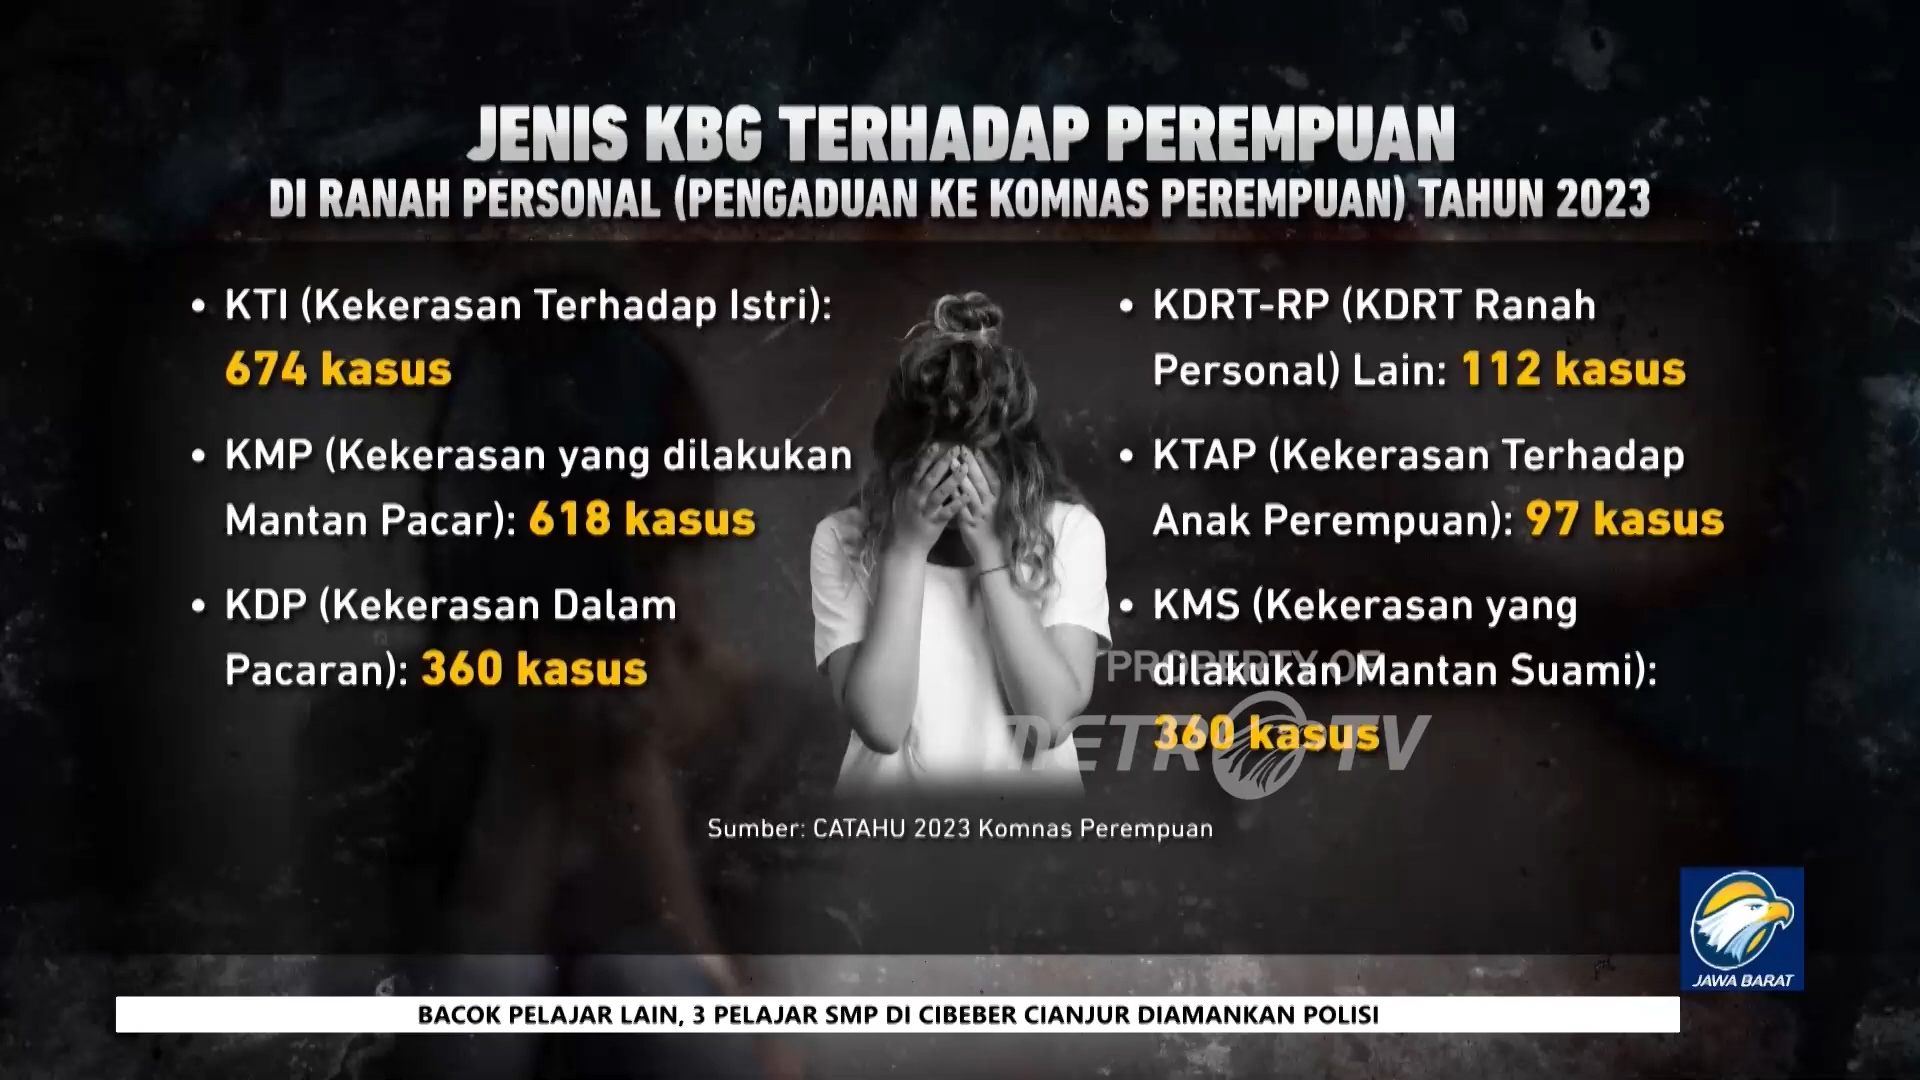 JENIS KBG TERHADAP PEREMPUAN
DI RANAH PERSONAL (PENGADUAN KE KOMNAS PEREMPUAN) TAHUN 2023
• KTI (Kekerasan Terhadap Istri):
674 kasus
• KMP (Kekerasan yang dilakukan
Mantan Pacar): 618 kasus
• KDP (Kekerasan Dalam
Pacaran): 360 kasus
• KDRT-RP (KDRT Ranah
Personal) Lain: 112 kasus
• KTAP (Kekerasan Terhadap
Anak Perempuan): 97 kasus
• KMS (Kekerasan yang
dilakukan Mantan Suami):
360 kasus
PROPERTY OF
METRO TV
Sumber: CATAHU 2023 Komnas Perempuan
JAWA BARAT
BACOK PELAJAR LAIN, 3 PELAJAR SMP DI CIBEBER CIANJUR DIAMANKAN POLISI